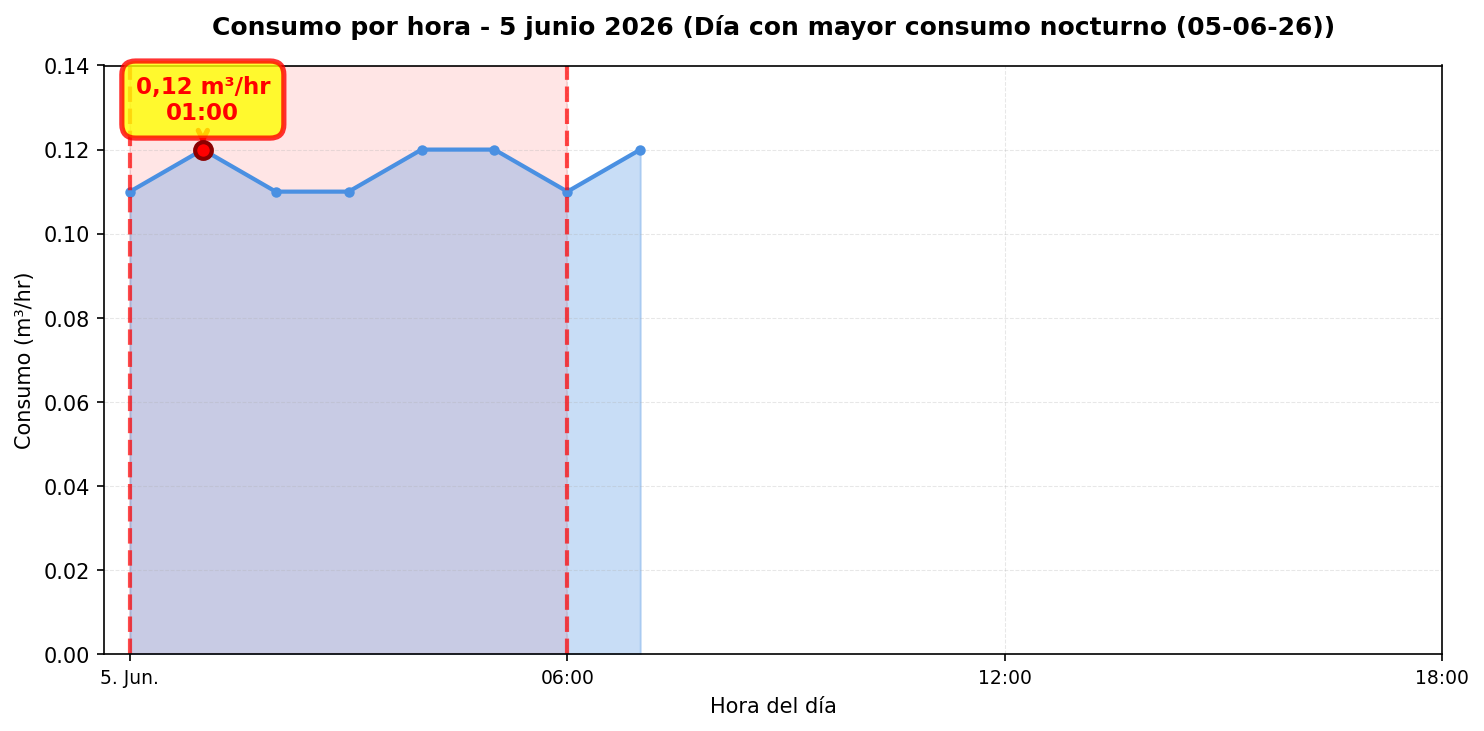 Consumo por hora - 5 junio 2026 (Día con mayor consumo nocturno (05-06-26))
0,12 m³/hr
01:00
0.14
0.12
0.10
0.08
0.06
0.04
0.02
0.00
Consumo (m³/hr)
5. Jun.
06:00
12:00
18:00
Hora del día